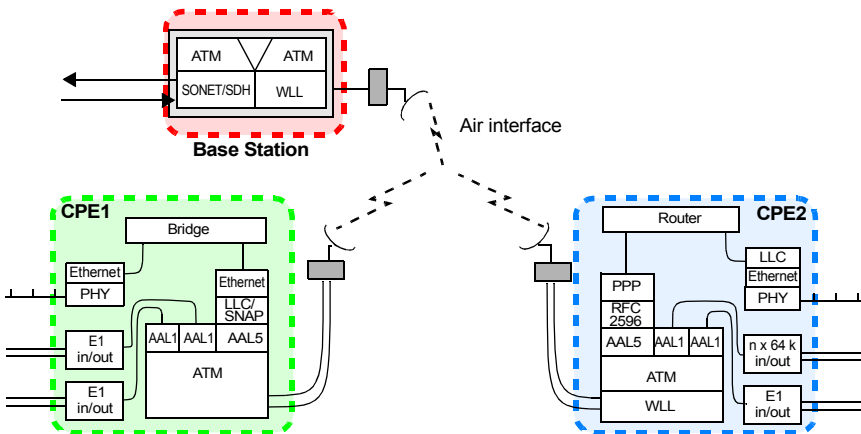 ATM ATM
SONET/SDH WLL
Base Station
Air interface
CPE1
Bridge
Ethernet
PHY
Ethernet
LLC/
SNAP
E1
in/out
AAL1 AAL1 AAL5
ATM
E1
in/out
CPE2
Router
LLC
Ethernet
PHY
PPP
RFC
2596
AAL5 AAL1 AAL1
ATM
WLL
n x 64 k
in/out
E1
in/out